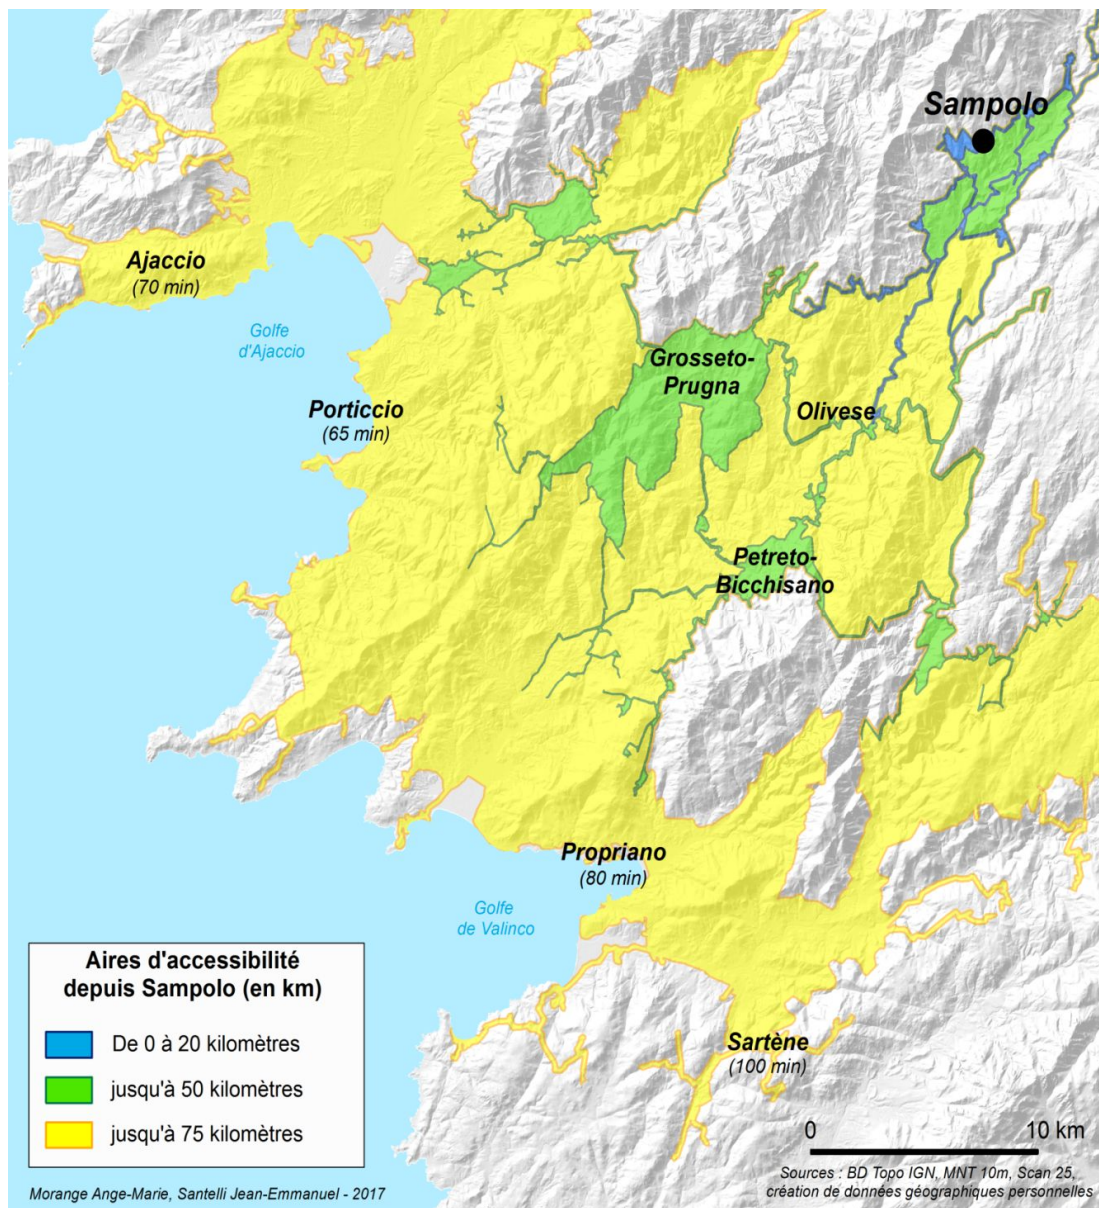 Sampolo
Ajaccio
(70 min)
Golfe
d'Ajaccio
Grosseto-
Prugna
Porticcio
(65 min)
Olivese
Petreto-
Bicchisano
Propriano
(80 min)
Golfe
de Valinco
Sartène
(100 min)
Aires d'accessibilité
depuis Sampolo (en km)
De 0 à 20 kilomètres
jusqu'à 50 kilomètres
jusqu'à 75 kilomètres
0 10 km
Sources : BD Topo IGN, MNT 10m, Scan 25,
création de données géographiques personnelles
Morange Ange-Marie, Santelli Jean-Emmanuel - 2017